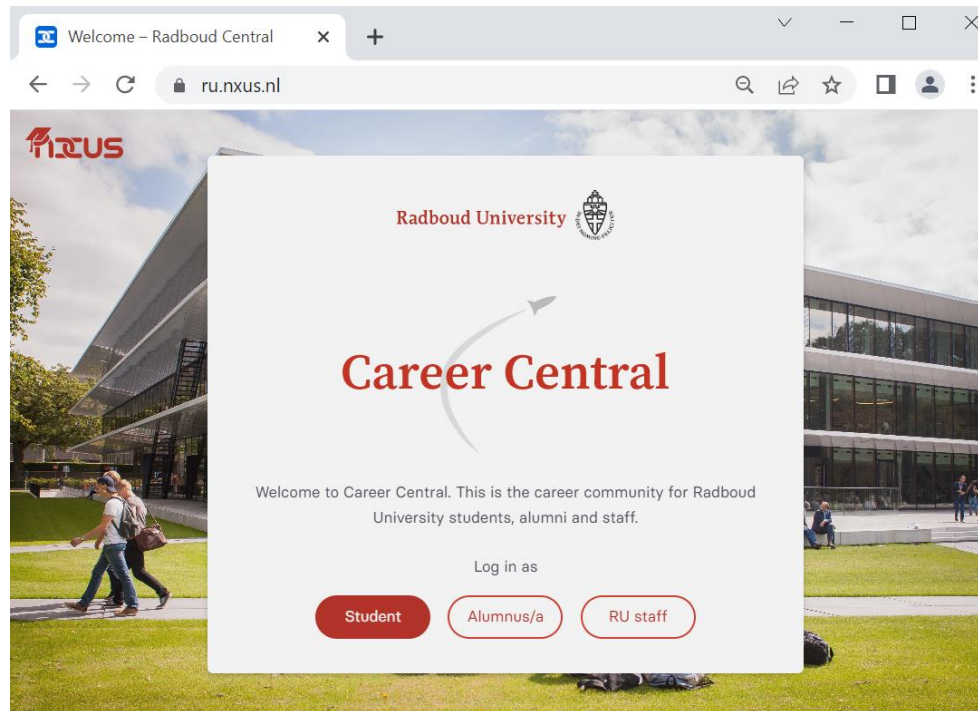 Welcome – Radboud Central
ru.nxus.nl
nxus
Radboud University
Career Central
Welcome to Career Central. This is the career community for Radboud
University students, alumni and staff.
Log in as
Student Alumnus/a RU staff